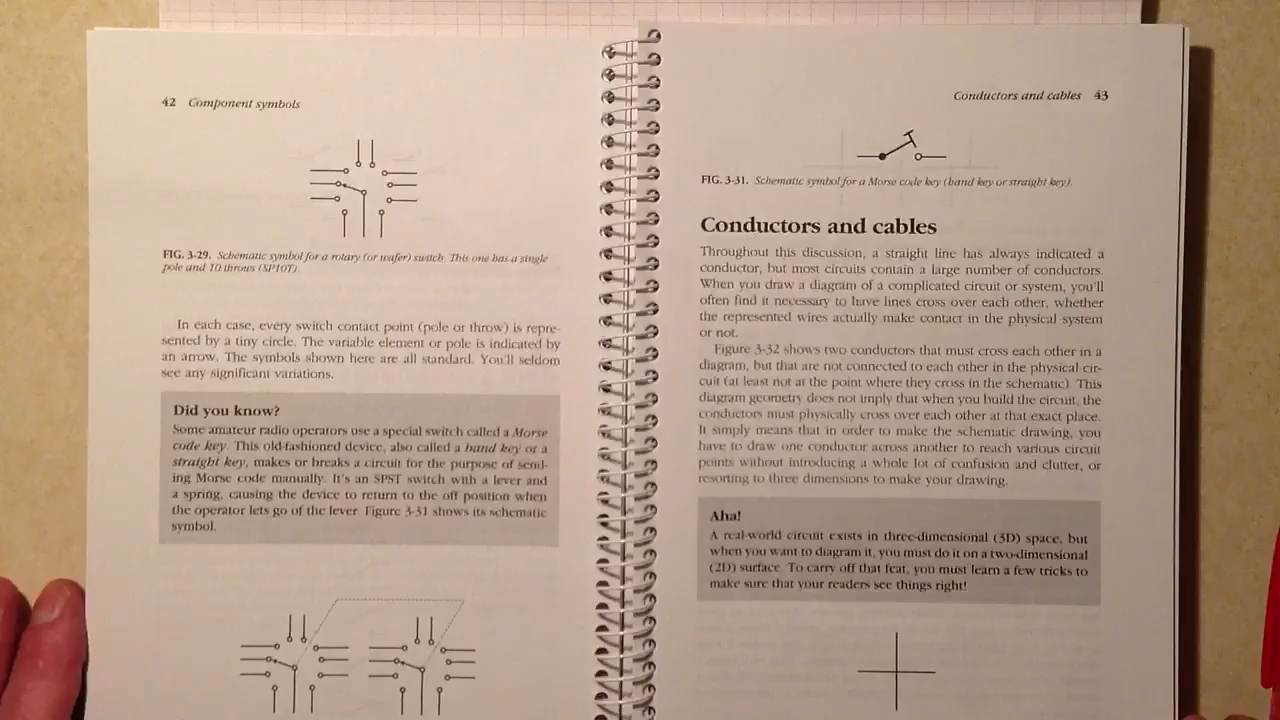 42 Component symbols
FIG. 3-29. Schematic symbol for a rotary (or wafer) switch. This one has a single
pole and 10 throws (SP10T).
In each case, every switch contact point (pole or throw) is repre-
sented by a tiny circle. The variable element or pole is indicated by
an arrow. The symbols shown here are all standard. You'll seldom
see any significant variations.
Did you know?
Some amateur radio operators use a special switch called a Morse
code key. This old-fashioned device, also called a hand key or a
straight key, makes or breaks a circuit for the purpose of send-
ing Morse code manually. It's an SPST switch with a lever and
a spring, causing the device to return to the off position when
the operator lets go of the lever. Figure 3-31 shows its schematic
symbol.
Conductors and cables 43
FIG. 3-31. Schematic symbol for a Morse code key (hand key or straight key).
Conductors and cables
Throughout this discussion, a straight line has always indicated a
conductor, but most circuits contain a large number of conductors.
When you draw a diagram of a complicated circuit or system, you'll
often find it necessary to have lines cross over each other, whether
the represented wires actually make contact in the physical system
or not.
Figure 3-32 shows two conductors that must cross each other in a
diagram, but that are not connected to each other in the physical cir-
cuit (at least not at the point where they cross in the schematic). This
diagram geometry does not imply that when you build the circuit, the
conductors must physically cross over each other at that exact place.
It simply means that in order to make the schematic drawing, you
have to draw one conductor across another to reach various circuit
points without introducing a whole lot of confusion and clutter, or
resorting to three dimensions to make your drawing.
Aha!
A real-world circuit exists in three-dimensional (3D) space, but
when you want to diagram it, you must do it on a two-dimensional
(2D) surface. To carry off that feat, you must learn a few tricks to
make sure that your readers see things right!